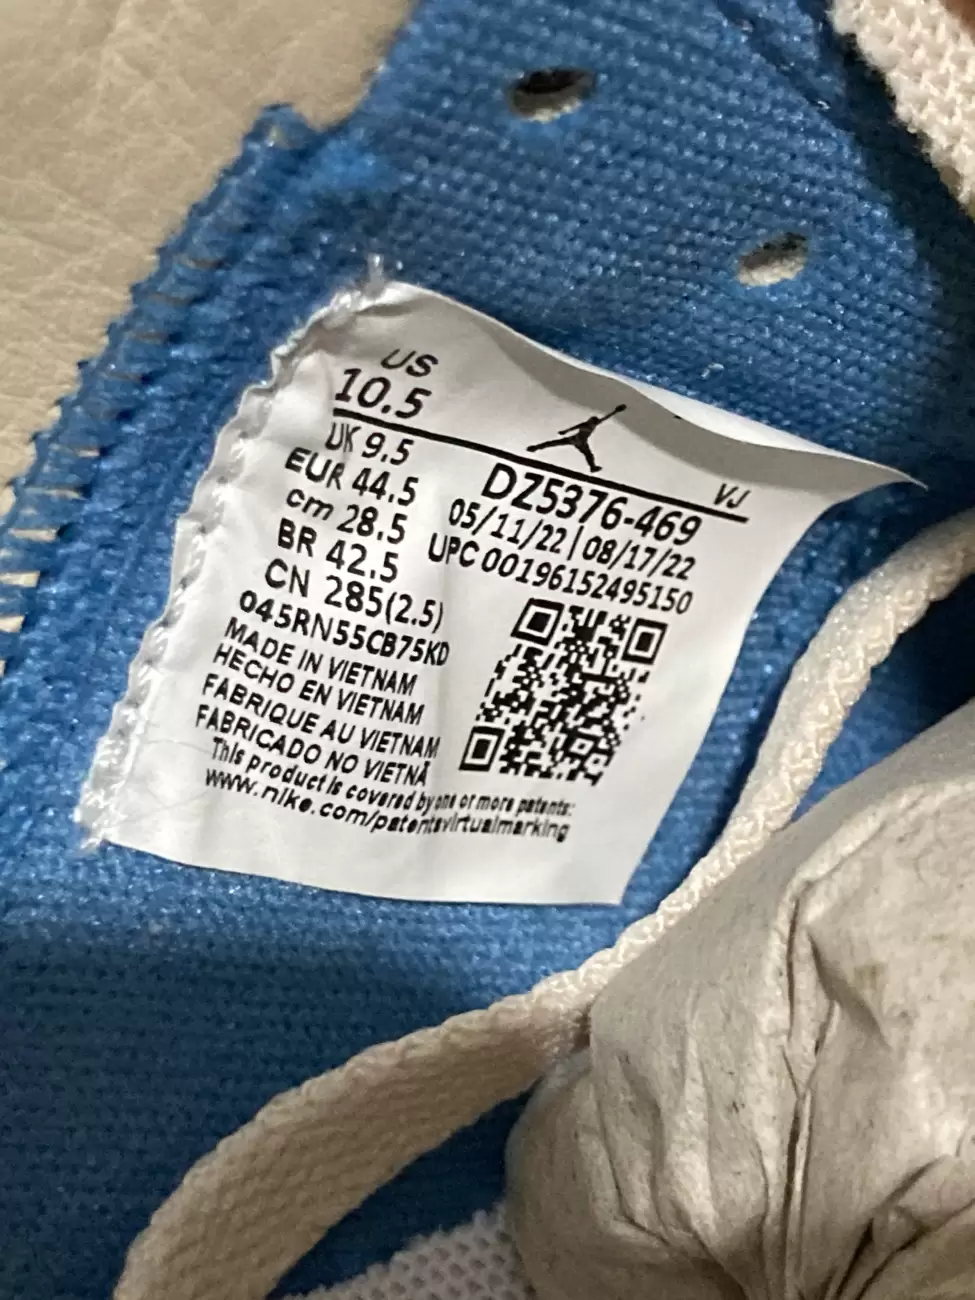 US
10.5
VJ
UK 9.5
EUR 44.5
cm 28.5
BR 42.5
CN 285(2.5)
DZ5376-469
05/11/22 | 08/17/22
UPC 00196152495150
045RN55CB75KD
MADE IN VIETNAM
HECHO EN VIETNAM
FABRIQUE AU VIETNAM
FABRICADO NO VIETNÃ
This product is covered by one or more patents:
www.nike.com/patentsvirtualmarking